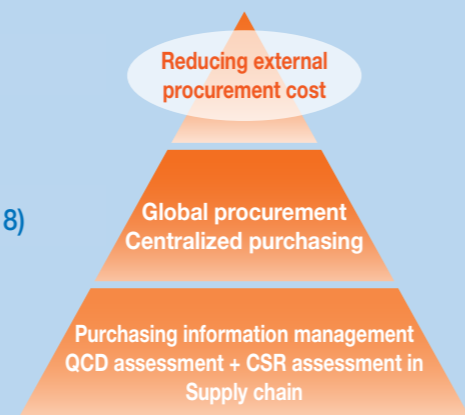 Reducing external
procurement cost
8)
Global procurement
Centralized purchasing
Purchasing information management
QCD assessment + CSR assessment in
Supply chain